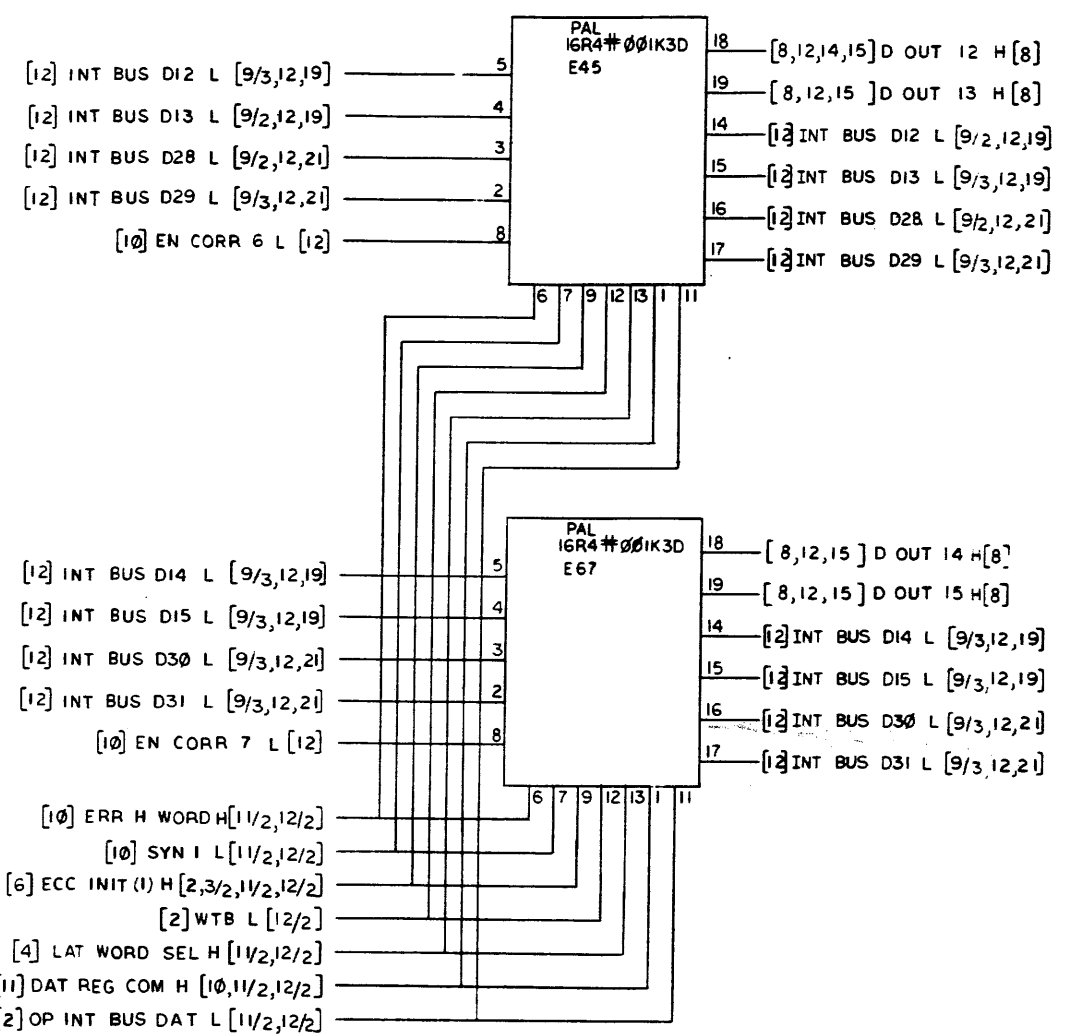 PAL
16R4#ØØ1K3D
E45
[12] INT BUS D12 L [9/3,12,19] 5
[12] INT BUS D13 L [9/2,12,19] 4
[12] INT BUS D28 L [9/2,12,21] 3
[12] INT BUS D29 L [9/3,12,21] 2
[1Ø] EN CORR 6 L [12] 8
18 [8,12,14,15] D OUT 12 H [8]
19 [8,12,15 ] D OUT 13 H [8]
14 [12] INT BUS D12 L [9/2,12,19]
15 [12] INT BUS D13 L [9/3,12,19]
16 [12] INT BUS D28 L [9/2,12,21]
17 [12] INT BUS D29 L [9/3,12,21]
6 7 9 12 13 1 11
PAL
16R4#ØØ1K3D
E67
[12] INT BUS D14 L [9/3,12,19] 5
[12] INT BUS D15 L [9/3,12,19] 4
[12] INT BUS D3Ø L [9/3,12,21] 3
[12] INT BUS D31 L [9/3,12,21] 2
[1Ø] EN CORR 7 L [12] 8
18 [8,12,15 ] D OUT 14 H[8]
19 [8,12,15] D OUT 15 H[8]
14 [12] INT BUS D14 L [9/3,12,19]
15 [12] INT BUS D15 L [9/3,12,19]
16 [12] INT BUS D3Ø L [9/3,12,21]
17 [12] INT BUS D31 L [9/3,12,21]
6 7 9 12 13 1 11
[1Ø] ERR H WORD H[11/2,12/2]
[1Ø] SYN 1 L[11/2,12/2]
[6] ECC INIT(1) H [2,3/2,11/2,12/2]
[2] WTB L [12/2]
[4] LAT WORD SEL H [11/2,12/2]
11] DAT REG COM H [1Ø,11/2,12/2]
2] OP INT BUS DAT L [11/2,12/2]